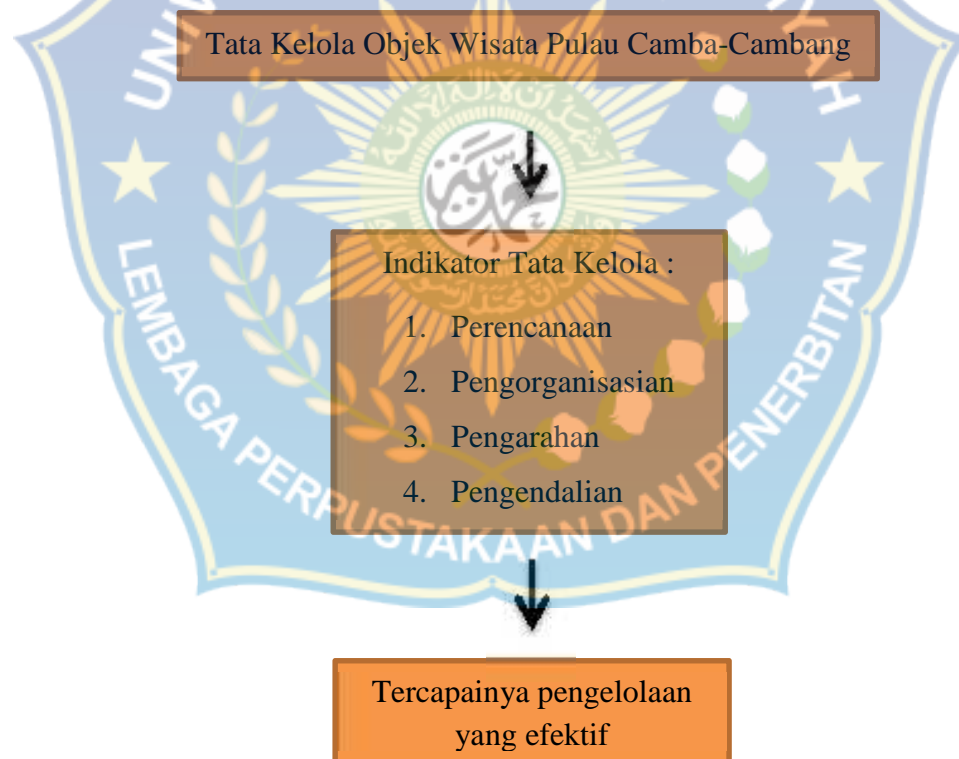 Tata Kelola Objek Wisata Pulau Camba-Cambang
Indikator Tata Kelola :
1. Perencanaan
2. Pengorganisasian
3. Pengarahan
4. Pengendalian
Tercapainya pengelolaan
yang efektif
LEMBAGA PERPUSTAKAAN DAN PENERBITAN